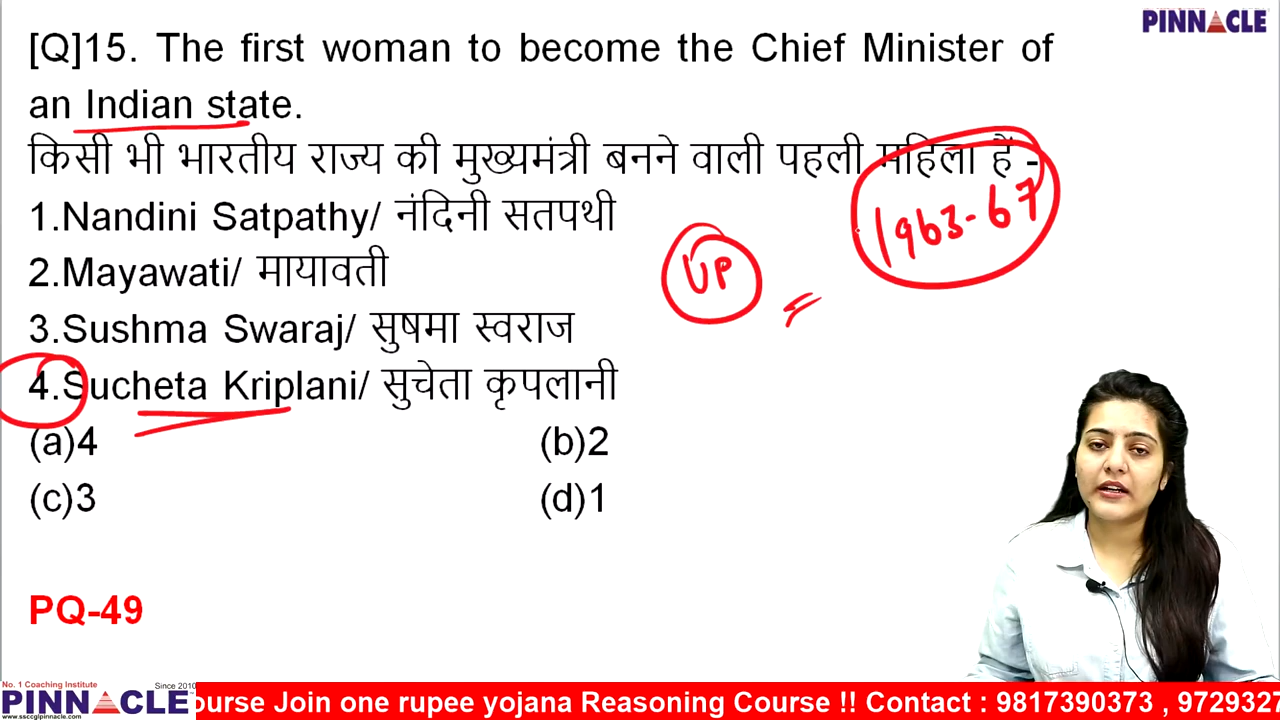 PINNACLE
[Q]15. The first woman to become the Chief Minister of
an Indian state.
किसी भी भारतीय राज्य की मुख्यमंत्री बनने वाली पहली महिला हैं -
1963-67
1.Nandini Satpathy/ नंदिनी सतपथी
UP
2.Mayawati/ मायावती
3.Sushma Swaraj/ सुषमा स्वराज
4.Sucheta Kriplani/ सुचेता कृपलानी
(a)4 (b)2
(c)3 (d)1
PQ-49
No. 1 Coaching Institute Since 2010
PINNACLE
www.ssccglpinnacle.com
ourse Join one rupee yojana Reasoning Course !! Contact : 9817390373 , 9729327